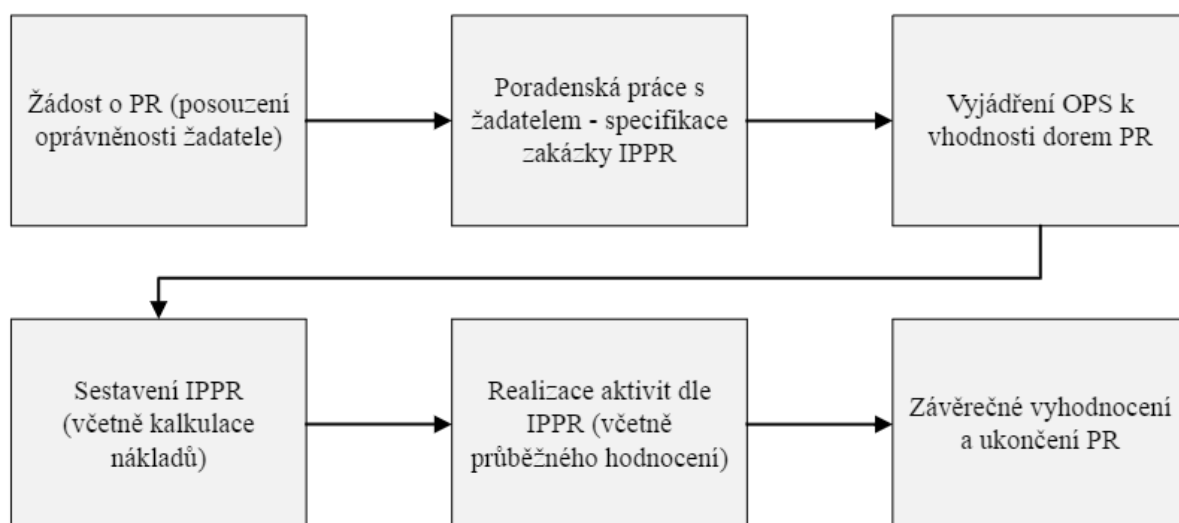 Žádost o PR (posouzení
oprávněnosti žadatele)
Poradenská práce s
žadatelem - specifikace
zakázky IPPR
Vyjádření OPS k
vhodnosti dorem PR
Sestavení IPPR
(včetně kalkulace
nákladů)
Realizace aktivit dle
IPPR (včetně
průběžného hodnocení)
Závěrečné vyhodnocení
a ukončení PR